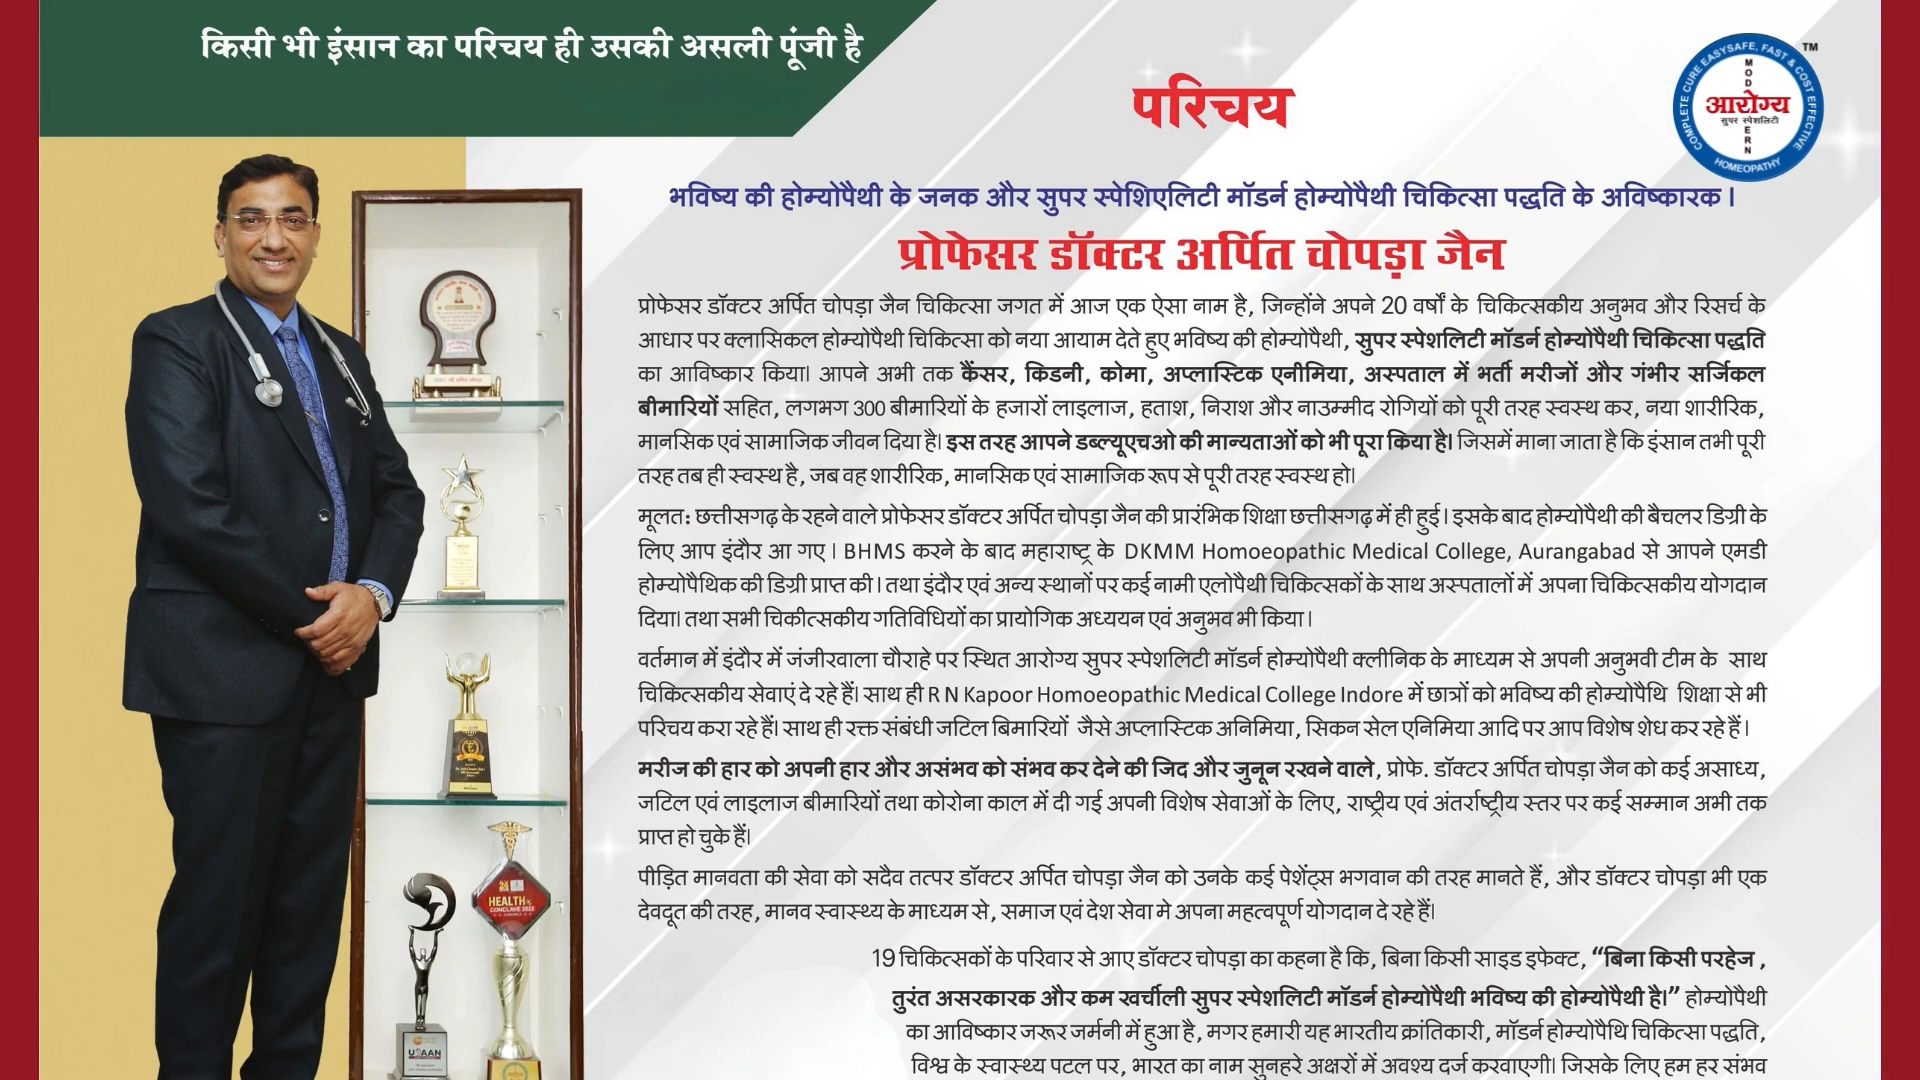 किसी भी इंसान का परिचय ही उसकी असली पूंजी है
परिचय
COMPLETE CURE EASYSAFE, FAST & COST EFFECTIVE
MODERN
आरोग्य
सुपर स्पेशलिटी
HOMEOPATHY
TM
भविष्य की होम्योपैथी के जनक और सुपर स्पेशिएलिटी मॉडर्न होम्योपैथी चिकित्सा पद्धति के अविष्कारक।
प्रोफेसर डॉक्टर अर्पित चोपड़ा जैन
प्रोफेसर डॉक्टर अर्पित चोपड़ा जैन चिकित्सा जगत में आज एक ऐसा नाम है, जिन्होंने अपने 20 वर्षों के चिकित्सकीय अनुभव और रिसर्च के
आधार पर क्लासिकल होम्योपैथी चिकित्सा को नया आयाम देते हुए भविष्य की होम्योपैथी, सुपर स्पेशलिटी मॉडर्न होम्योपैथी चिकित्सा पद्धति
का आविष्कार किया। आपने अभी तक कैंसर, किडनी, कोमा, अप्लास्टिक एनीमिया, अस्पताल में भर्ती मरीजों और गंभीर सर्जिकल
बीमारियों सहित, लगभग 300 बीमारियों के हजारों लाइलाज, हताश, निराश और नाउम्मीद रोगियों को पूरी तरह स्वस्थ कर, नया शारीरिक,
मानसिक एवं सामाजिक जीवन दिया है। इस तरह आपने डब्ल्यूएचओ की मान्यताओं को भी पूरा किया है। जिसमें माना जाता है कि इंसान तभी पूरी
तरह तब ही स्वस्थ है, जब वह शारीरिक, मानसिक एवं सामाजिक रूप से पूरी तरह स्वस्थ हो।
मूलत: छत्तीसगढ़ के रहने वाले प्रोफेसर डॉक्टर अर्पित चोपड़ा जैन की प्रारंभिक शिक्षा छत्तीसगढ़ में ही हुई। इसके बाद होम्योपैथी की बैचलर डिग्री के
लिए आप इंदौर आ गए। BHMS करने के बाद महाराष्ट्र के DKMM Homoeopathic Medical College, Aurangabad से आपने एमडी
होम्योपैथिक की डिग्री प्राप्त की। तथा इंदौर एवं अन्य स्थानों पर कई नामी एलोपैथी चिकित्सकों के साथ अस्पतालों में अपना चिकित्सकीय योगदान
दिया। तथा सभी चिकीत्सकीय गतिविधियों का प्रायोगिक अध्ययन एवं अनुभव भी किया।
वर्तमान में इंदौर में जंजीरवाला चौराहे पर स्थित आरोग्य सुपर स्पेशलिटी मॉडर्न होम्योपैथी क्लीनिक के माध्यम से अपनी अनुभवी टीम के साथ
चिकित्सकीय सेवाएं दे रहे हैं। साथ ही R N Kapoor Homoeopathic Medical College Indore में छात्रों को भविष्य की होम्योपैथि शिक्षा से भी
परिचय करा रहे हैं। साथ ही रक्त संबंधी जटिल बिमारियों जैसे अप्लास्टिक अनिमिया, सिकन सेल एनिमिया आदि पर आप विशेष शेध कर रहे हैं।
मरीज की हार को अपनी हार और असंभव को संभव कर देने की जिद और जुनून रखने वाले, प्रोफे. डॉक्टर अर्पित चोपड़ा जैन को कई असाध्य,
जटिल एवं लाइलाज बीमारियों तथा कोरोना काल में दी गई अपनी विशेष सेवाओं के लिए, राष्ट्रीय एवं अंतर्राष्ट्रीय स्तर पर कई सम्मान अभी तक
प्राप्त हो चुके हैं।
पीड़ित मानवता की सेवा को सदैव तत्पर डॉक्टर अर्पित चोपड़ा जैन को उनके कई पेशेंट्स भगवान की तरह मानते हैं, और डॉक्टर चोपड़ा भी एक
देवदूत की तरह, मानव स्वास्थ्य के माध्यम से, समाज एवं देश सेवा मे अपना महत्वपूर्ण योगदान दे रहे हैं।
19 चिकित्सकों के परिवार से आए डॉक्टर चोपड़ा का कहना है कि, बिना किसी साइड इफेक्ट, “बिना किसी परहेज,
तुरंत असरकारक और कम खर्चीली सुपर स्पेशलिटी मॉडर्न होम्योपैथी भविष्य की होम्योपैथी है।” होम्योपैथी
का आविष्कार जरूर जर्मनी में हुआ है, मगर हमारी यह भारतीय क्रांतिकारी, मॉडर्न होम्योपैथि चिकित्सा पद्धति,
विश्व के स्वास्थ्य पटल पर, भारत का नाम सुनहरे अक्षरों में अवश्य दर्ज करवाएगी। जिसके लिए हम हर संभव
HEALTH
CONCLAVE 2022